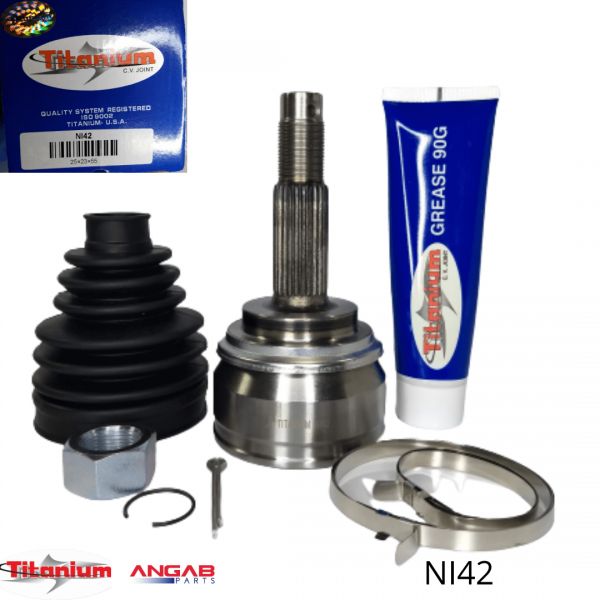 Titanium
C.V. JOINT
QUALITY SYSTEM REGISTERED
ISO 9002
TITANIUM- U.S.A.
NI42
25×23×55
GREASE 90G
Titanium
C.V. JOINT
TITANIUM
Titanium
ANGAB
PARTS
NI42